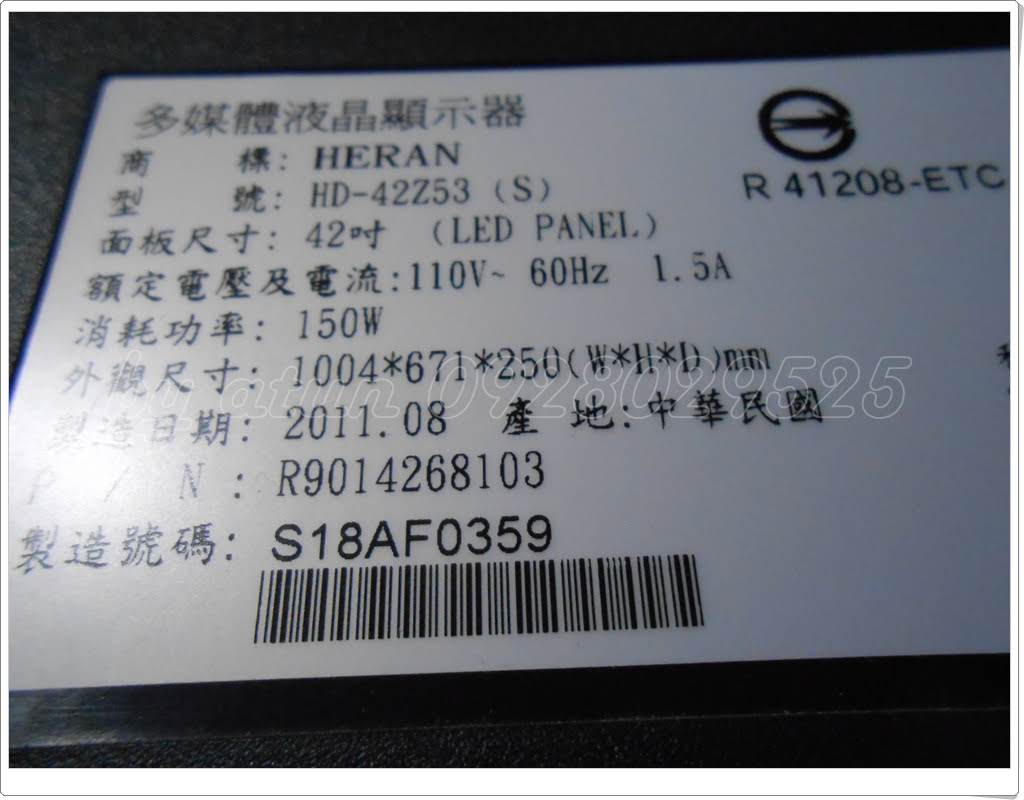 多媒體液晶顯示器
商 標: HERAN
型 號: HD-42Z53 (S)
R 41208-ETC
面板尺寸: 42吋 (LED PANEL)
額定電壓及電流:110V~ 60Hz 1.5A
消耗功率: 150W
外觀尺寸: 1004*671*250(W*H*D)mm
製造日期: 2011.08 產 地:中華民國
P / N : R9014268103
製造號碼: S18AF0359
0928029525